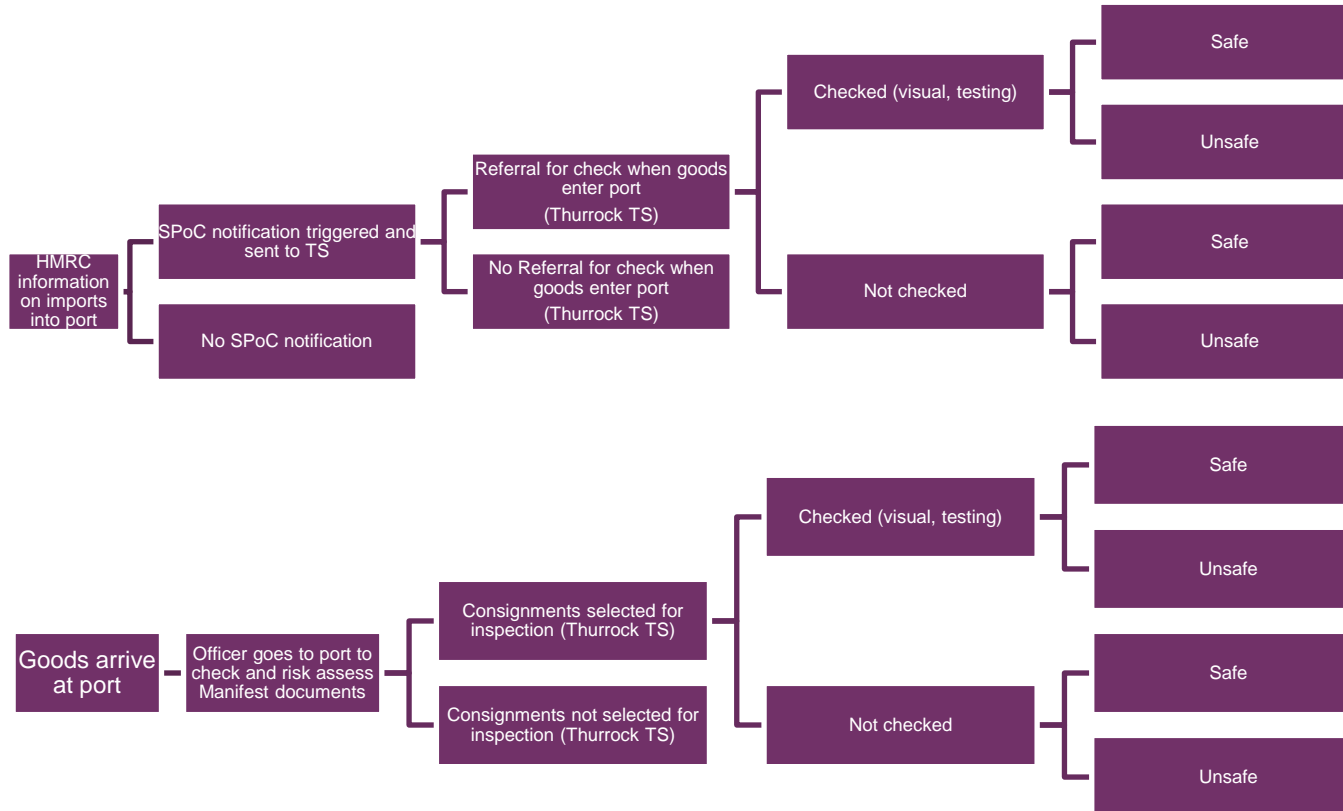 HMRC
information
on imports
into port
SPoC notification triggered and
sent to TS
No SPoC notification
Referral for check when goods
enter port
(Thurrock TS)
No Referral for check when
goods enter port
(Thurrock TS)
Checked (visual, testing)
Not checked
Safe
Unsafe
Safe
Unsafe
Goods arrive
at port
Officer goes to port to
check and risk assess
Manifest documents
Consignments selected for
inspection (Thurrock TS)
Consignments not selected for
inspection (Thurrock TS)
Checked (visual, testing)
Not checked
Safe
Unsafe
Safe
Unsafe